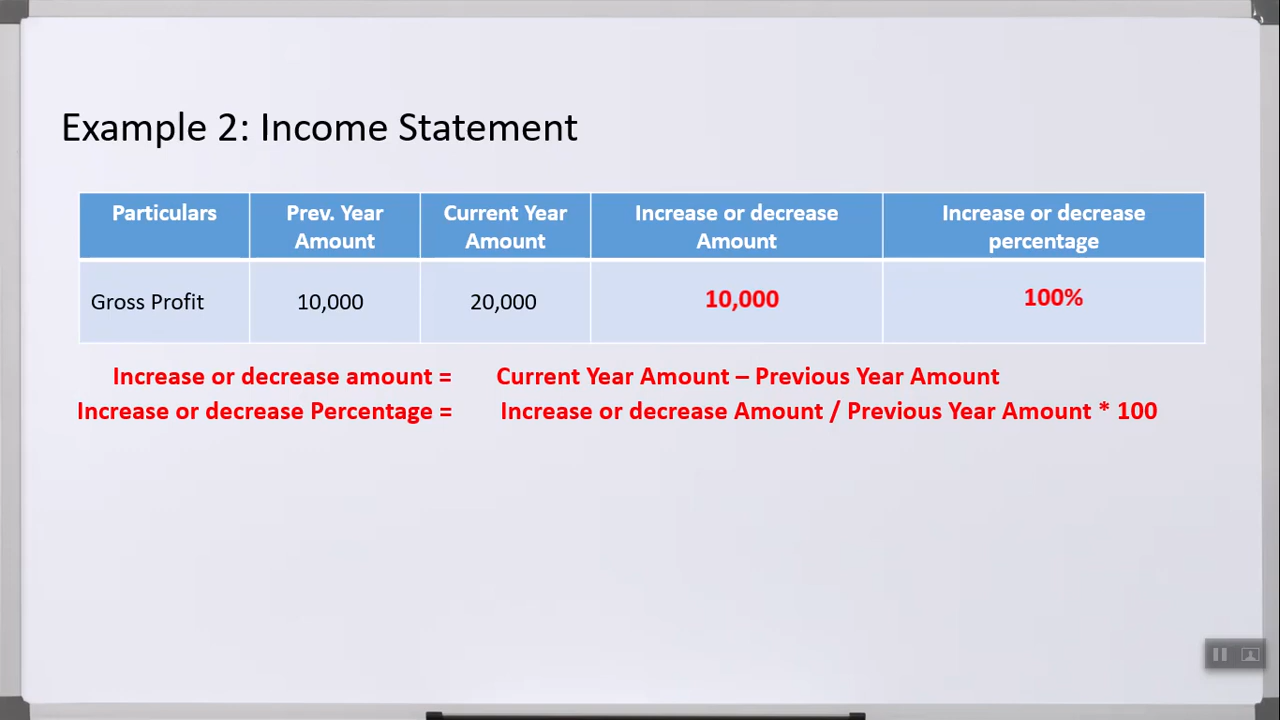 Example 2: Income Statement
Particulars
Prev. Year
Amount
Current Year
Amount
Increase or decrease
Amount
Increase or decrease
percentage
Gross Profit
10,000
20,000
10,000
100%
Increase or decrease amount = Current Year Amount – Previous Year Amount
Increase or decrease Percentage = Increase or decrease Amount / Previous Year Amount * 100